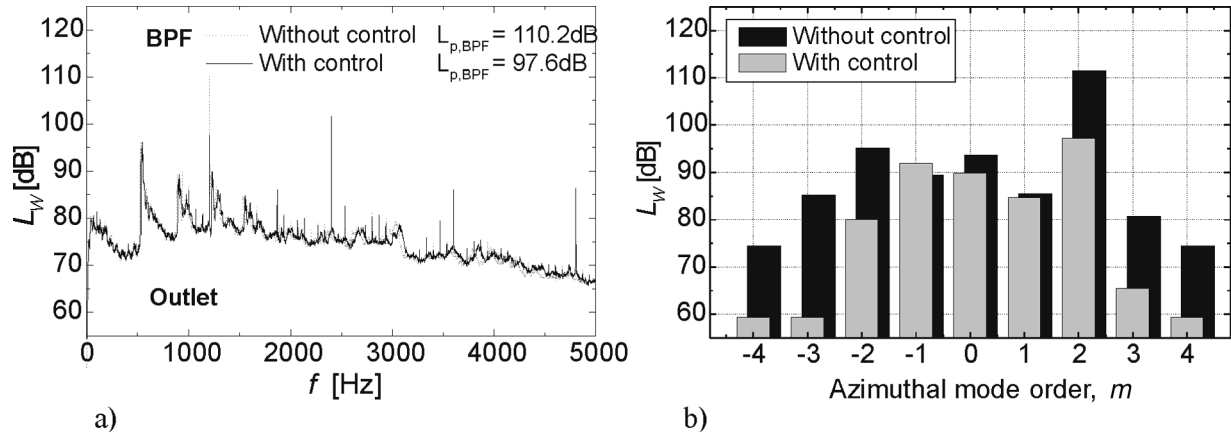 120
110
100
90
80
70
60
L_W [dB]
BPF
Without control L_p,BPF = 110.2dB
With control L_p,BPF = 97.6dB
Outlet
0 1000 2000 3000 4000 5000
f [Hz]
a)
120
110
100
90
80
70
60
L_W [dB]
Without control
With control
-4 -3 -2 -1 0 1 2 3 4
Azimuthal mode order, m
b)